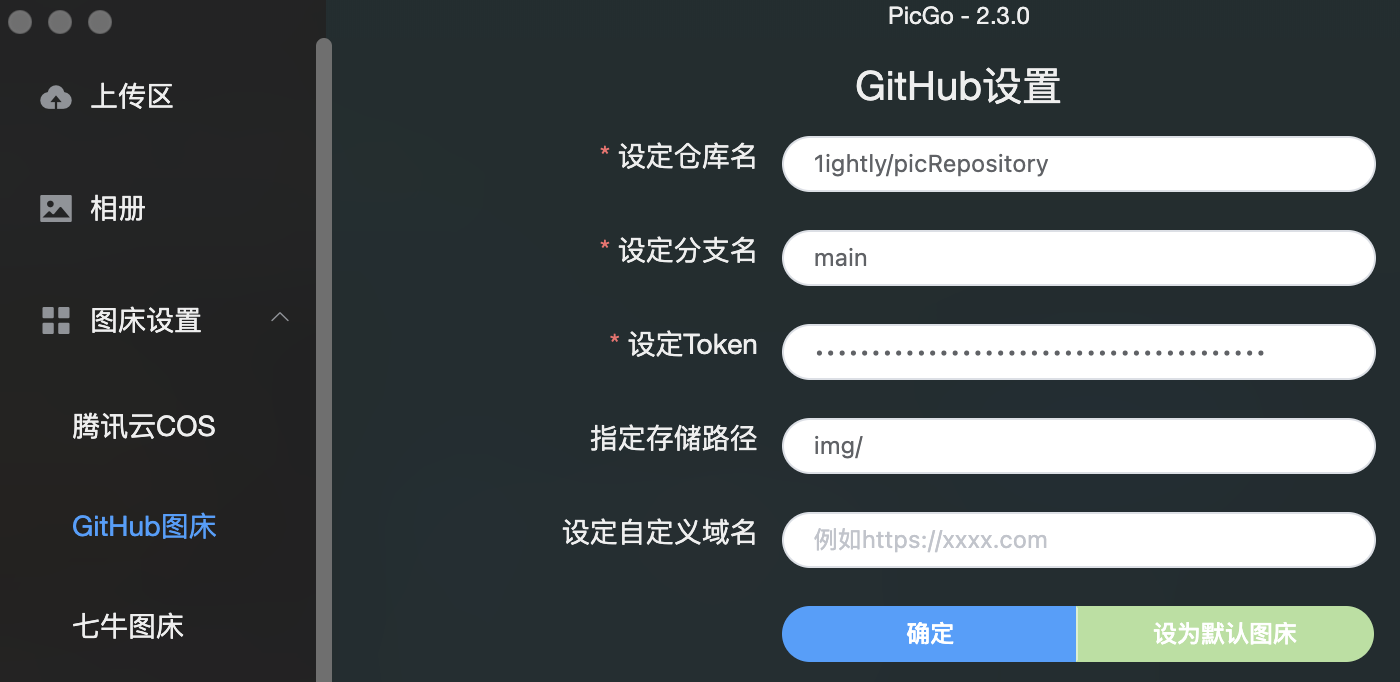 PicGo - 2.3.0
上传区
相册
图床设置
腾讯云COS
GitHub图床
七牛图床
GitHub设置
* 设定仓库名
1ightly/picRepository
* 设定分支名
main
* 设定Token
••••••••••••••••••••••••••••••••••••••••
指定存储路径
img/
设定自定义域名
例如https://xxxx.com
确定
设为默认图床